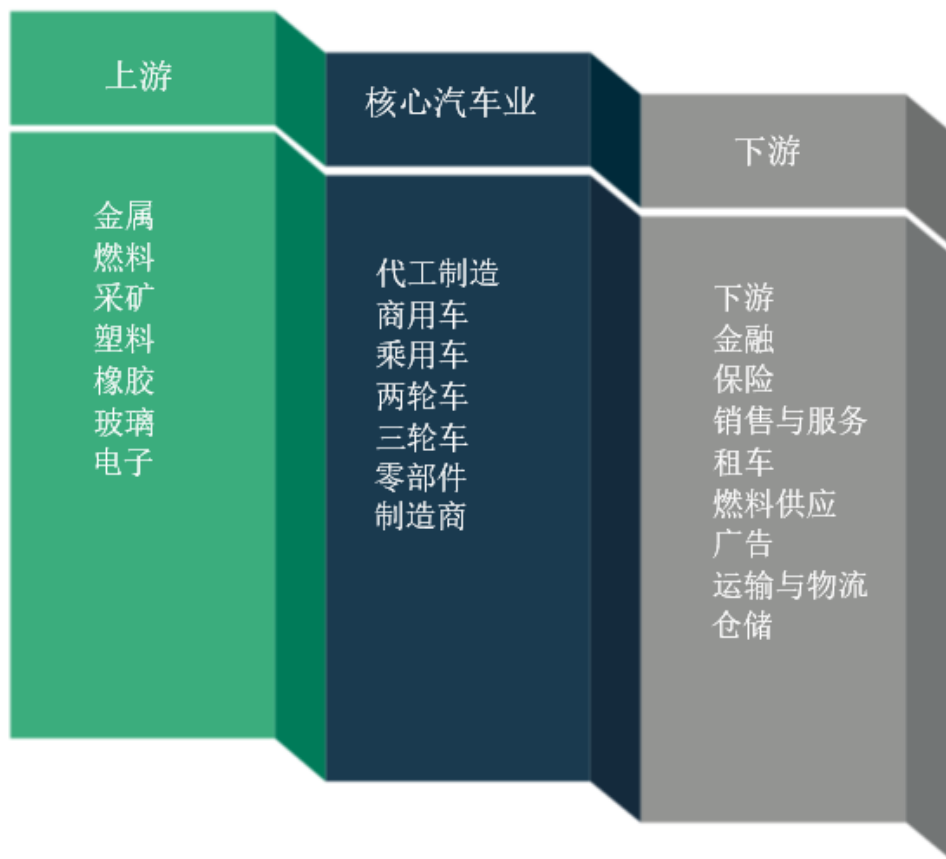 上游
金属
燃料
采矿
塑料
橡胶
玻璃
电子
核心汽车业
代工制造
商用车
乘用车
两轮车
三轮车
零部件
制造商
下游
下游
金融
保险
销售与服务
租车
燃料供应
广告
运输与物流
仓储